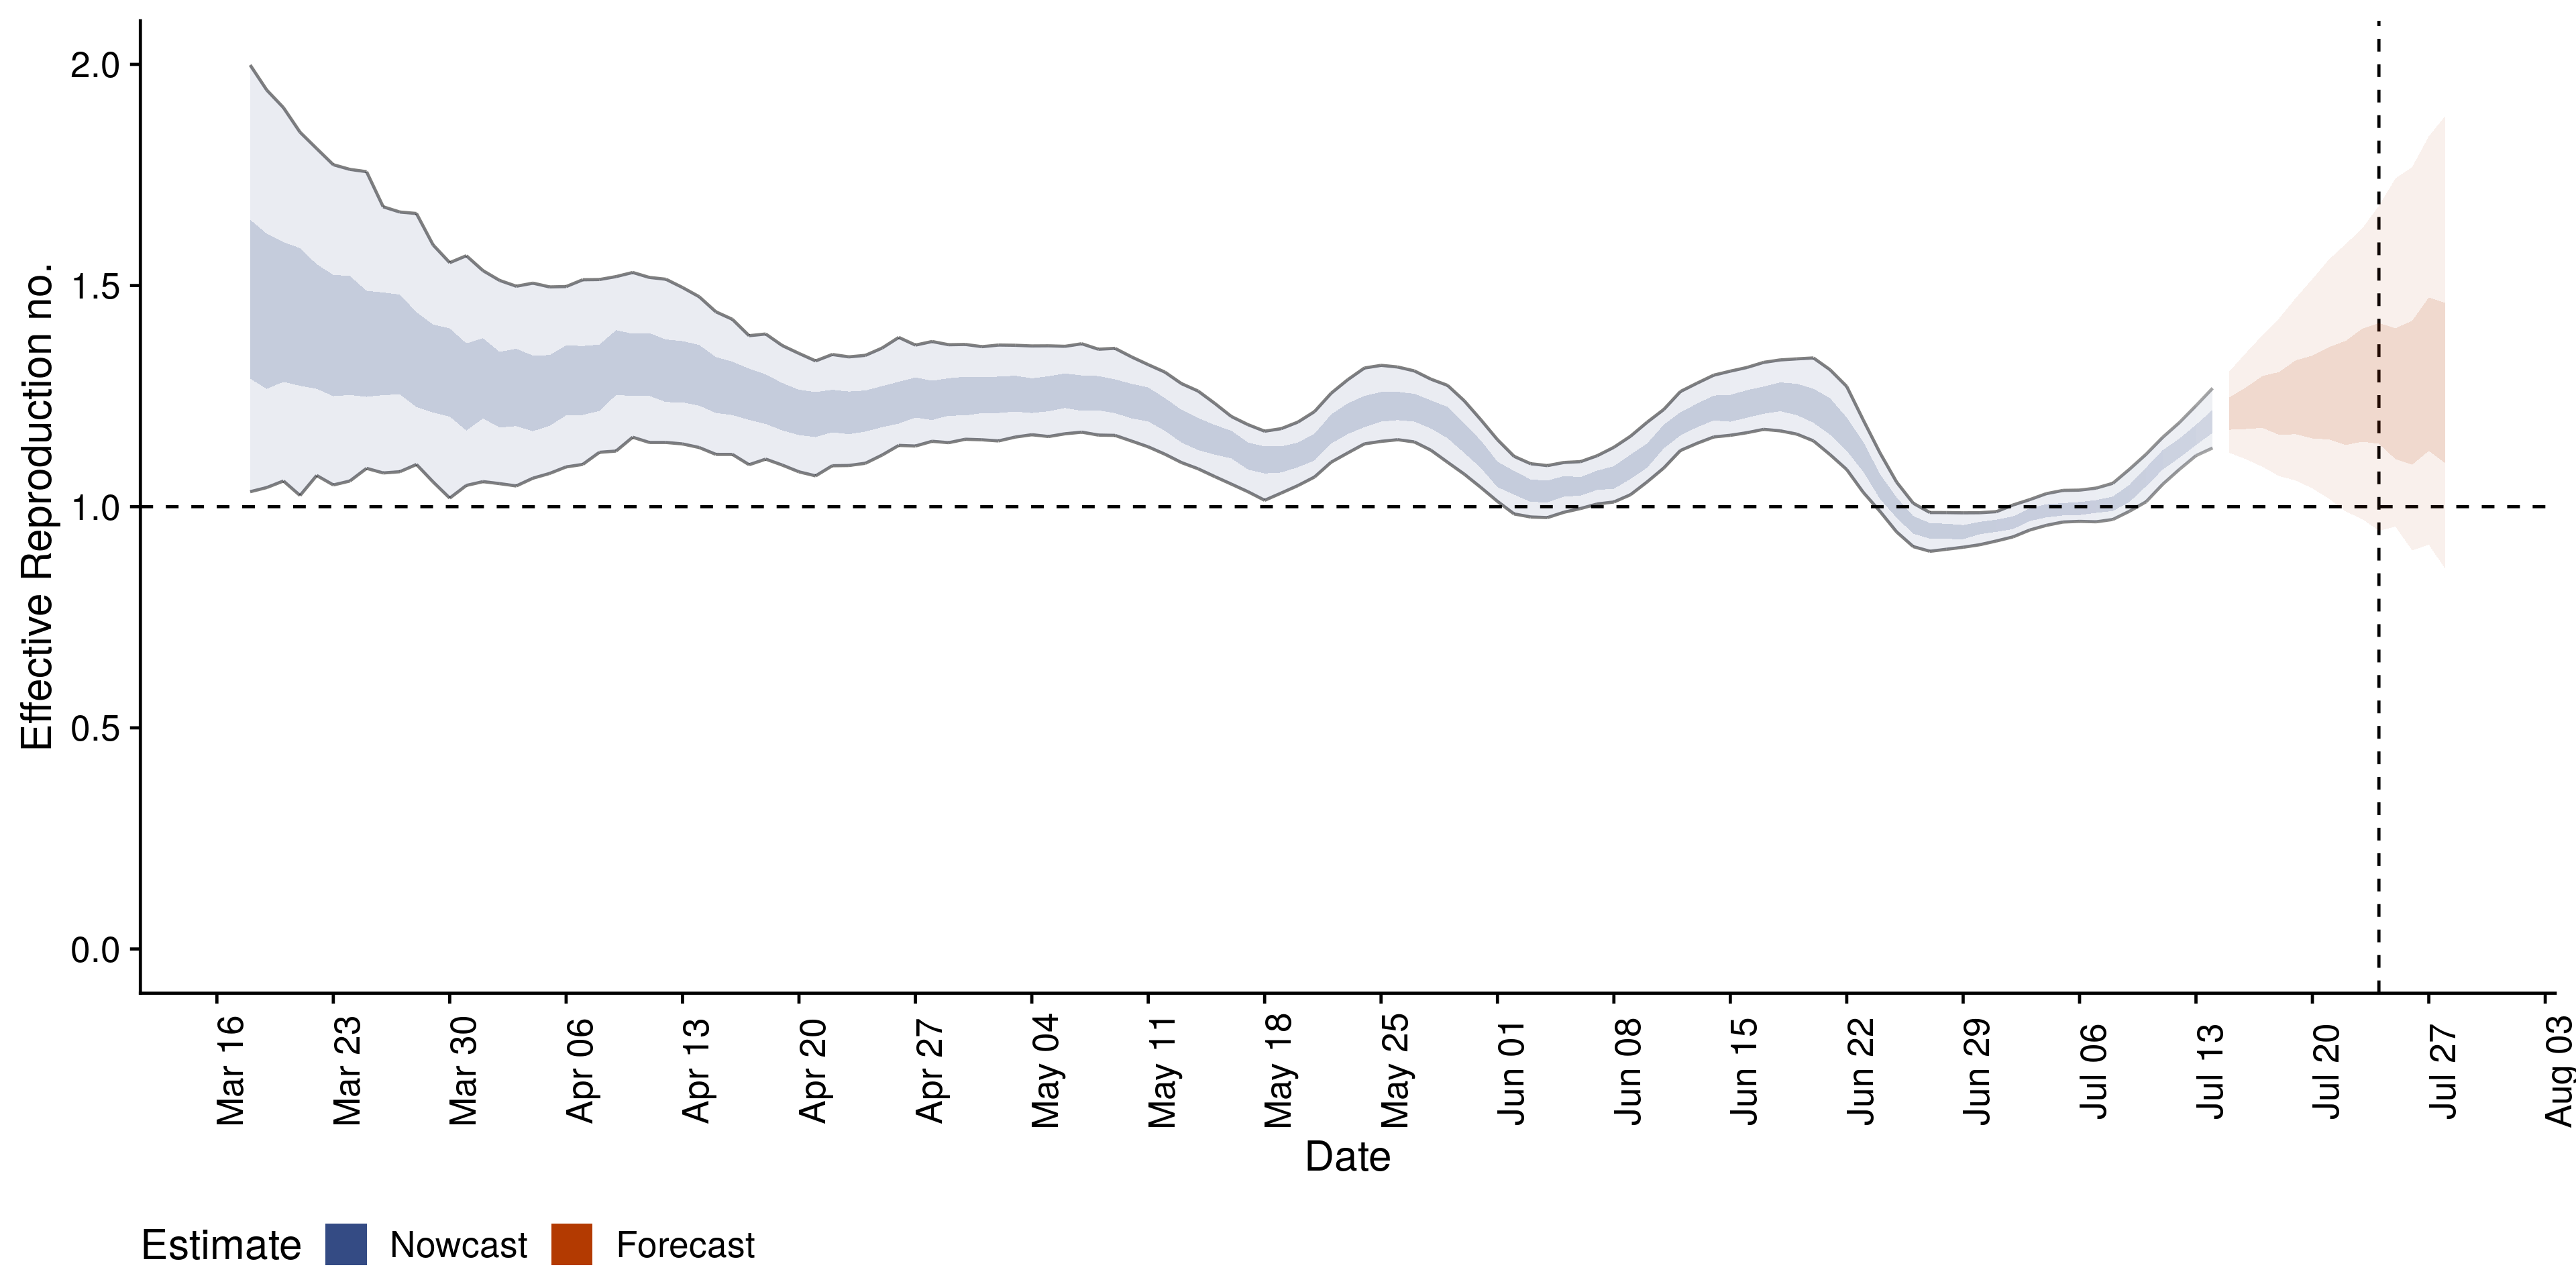 Effective Reproduction no.
2.0
1.5
1.0
0.5
0.0
Mar 16
Mar 23
Mar 30
Apr 06
Apr 13
Apr 20
Apr 27
May 04
May 11
May 18
May 25
Jun 01
Jun 08
Jun 15
Jun 22
Jun 29
Jul 06
Jul 13
Jul 20
Jul 27
Aug 03
Date
Estimate Nowcast Forecast